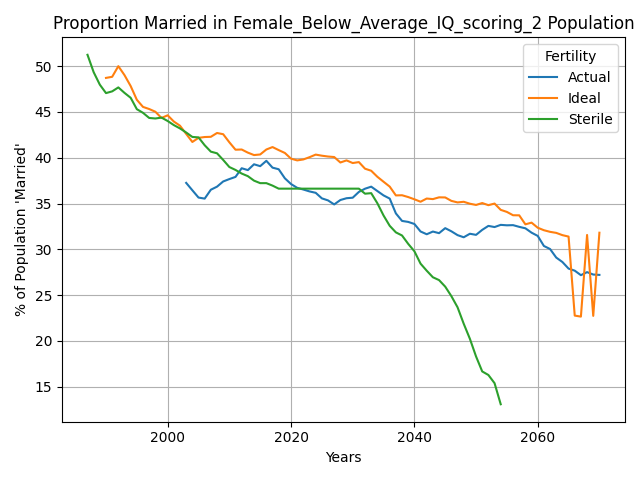 Proportion Married in Female_Below_Average_IQ_scoring_2 Population
% of Population 'Married'
50
45
40
35
30
25
20
15
2000
2020
2040
2060
Years
Fertility
Actual
Ideal
Sterile